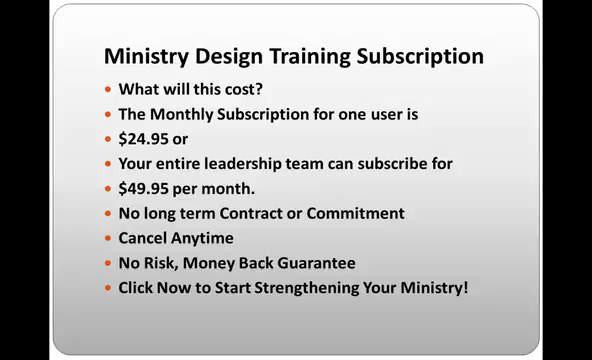 Ministry Design Training Subscription
• What will this cost?
• The Monthly Subscription for one user is
• $24.95 or
• Your entire leadership team can subscribe for
• $49.95 per month.
• No long term Contract or Commitment
• Cancel Anytime
• No Risk, Money Back Guarantee
• Click Now to Start Strengthening Your Ministry!